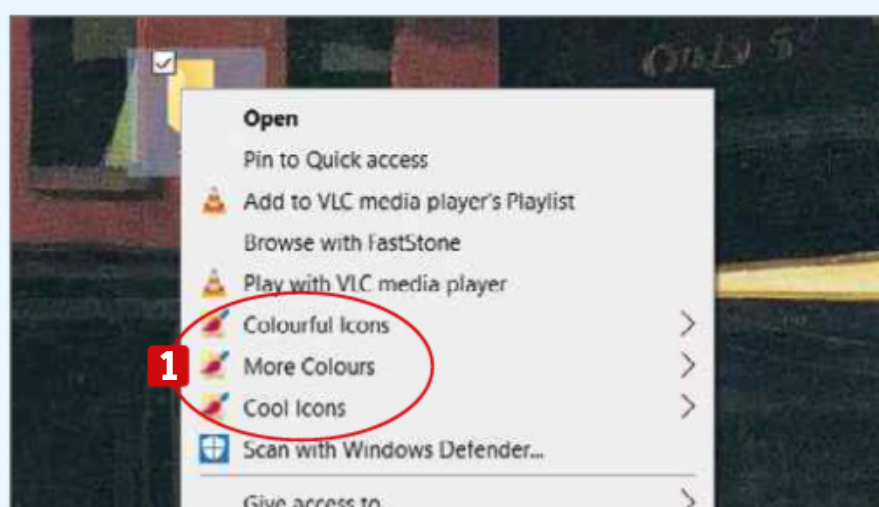 Open
Pin to Quick access
Add to VLC media player's Playlist
Browse with FastStone
Play with VLC media player
Colourful Icons
1
More Colours
Cool Icons
Scan with Windows Defender...
Give access to